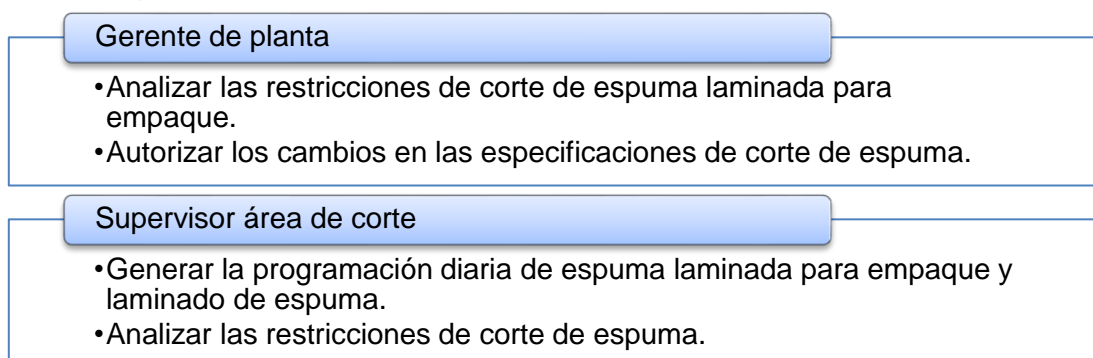 Gerente de planta
•Analizar las restricciones de corte de espuma laminada para
empaque.
•Autorizar los cambios en las especificaciones de corte de espuma.
Supervisor área de corte
•Generar la programación diaria de espuma laminada para empaque y
laminado de espuma.
•Analizar las restricciones de corte de espuma.